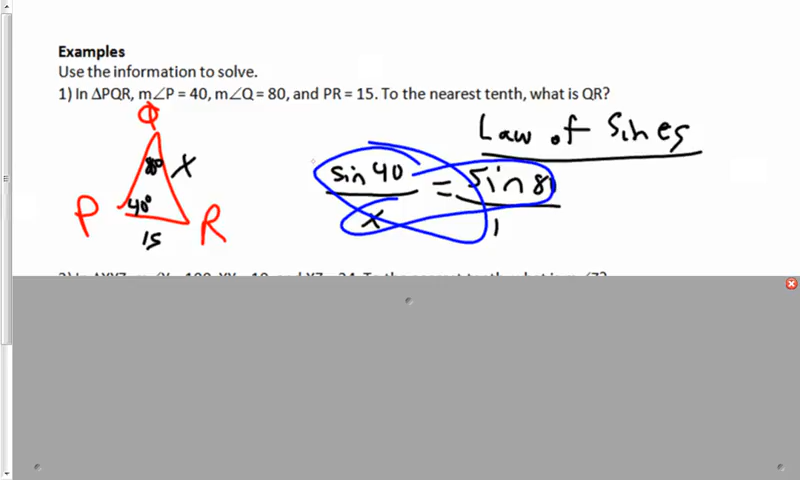 Examples
Use the information to solve.
1) In ΔPQR, m∠P = 40, m∠Q = 80, and PR = 15. To the nearest tenth, what is QR?
Law of Sines
Q
80° X
sin 40 = sin 80
P 40° R
x 1
15